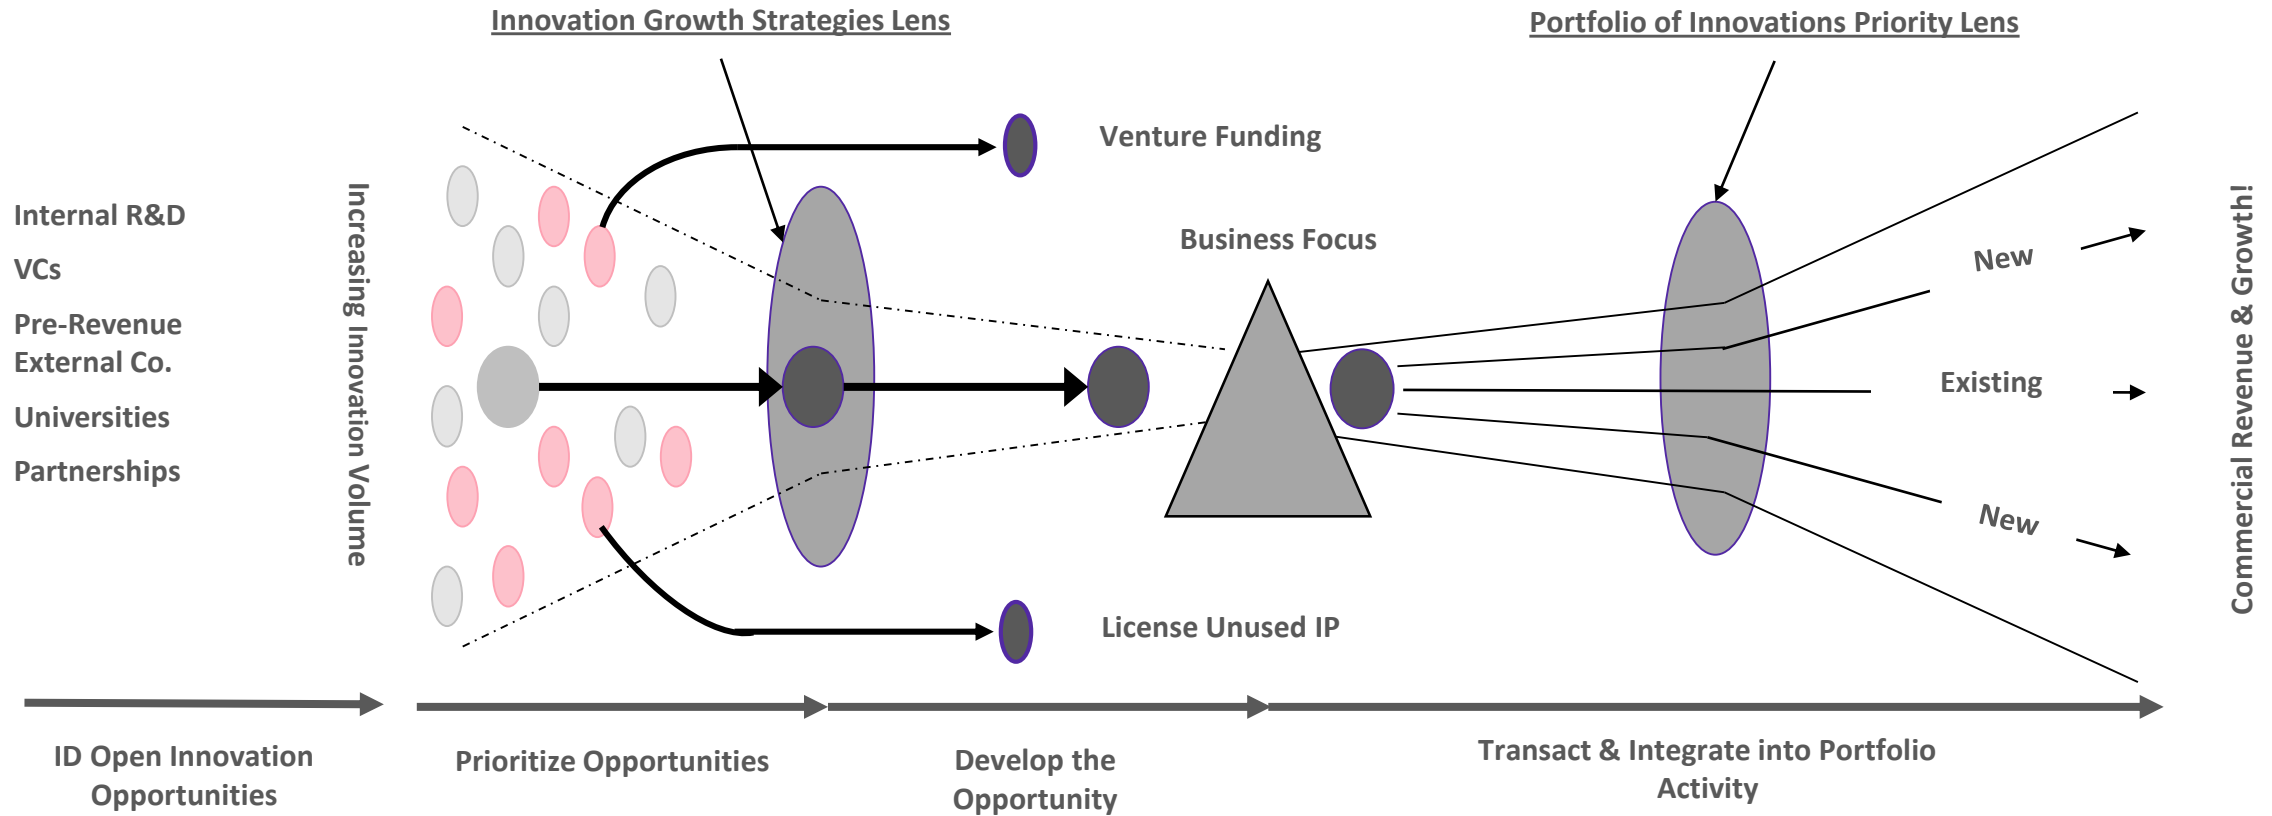 Innovation Growth Strategies Lens
Portfolio of Innovations Priority Lens
Venture Funding
Internal R&D
VCs
Pre-Revenue
External Co.
Universities
Partnerships
Increasing Innovation Volume
Business Focus
New
Existing
New
Commercial Revenue & Growth!
License Unused IP
ID Open Innovation
Opportunities
Prioritize Opportunities
Develop the
Opportunity
Transact & Integrate into Portfolio
Activity